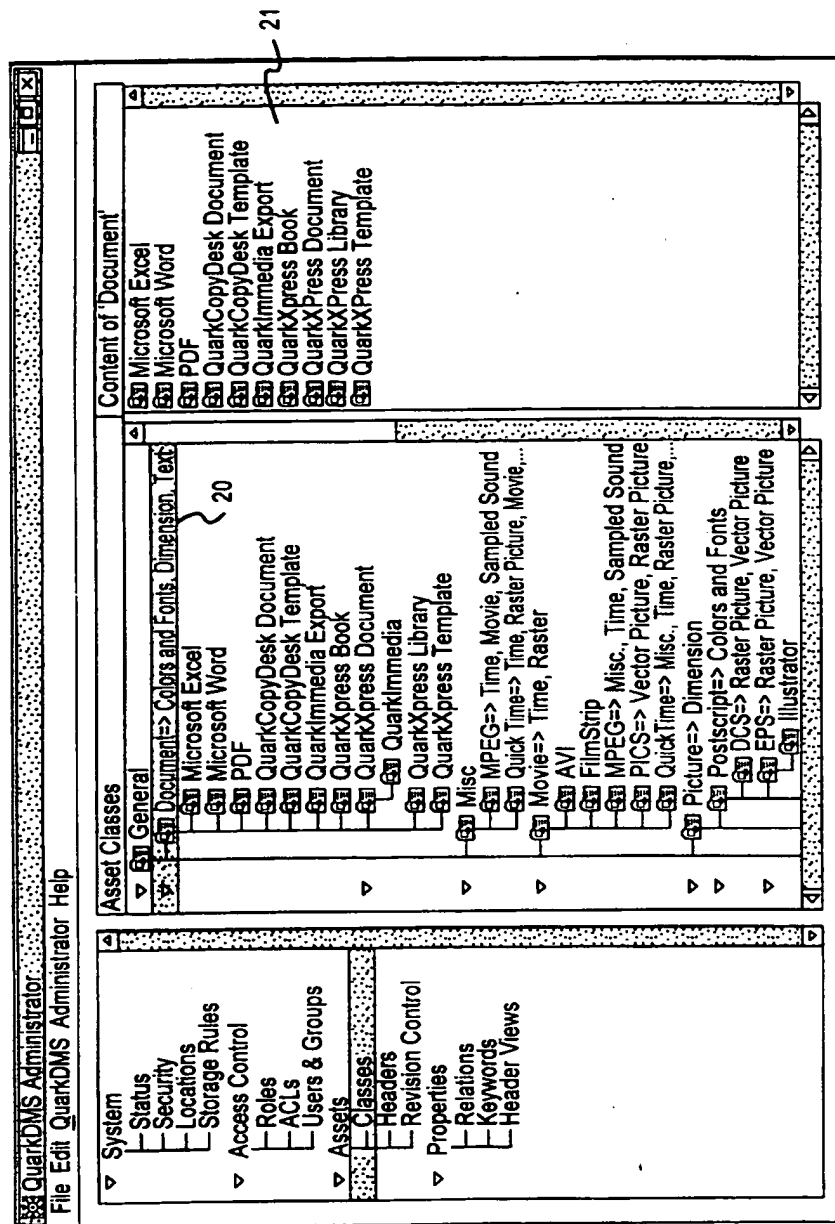 QuarkDMS Administrator
File Edit QuarkDMS Administrator Help
System
Status
Security
Locations
Storage Rules
Access Control
Roles
ACLs
Users & Groups
Assets
Classes
Headers
Revision Control
Properties
Relations
Keywords
Header Views
Asset Classes
General
Document=> Colors and Fonts, Dimension, Text
20
Microsoft Excel
Microsoft Word
PDF
QuarkCopyDesk Document
QuarkCopyDesk Template
QuarkImmedia Export
QuarkXpress Book
QuarkXpress Document
QuarkImmedia
QuarkXpress Library
QuarkXpress Template
Misc
MPEG=> Time, Movie, Sampled Sound
Quick Time=> Time, Raster Picture, Movie,...
Movie=> Time, Raster
AVI
FilmStrip
MPEG=> Misc., Time, Sampled Sound
PICS=> Vector Picture, Raster Picture
QuickTime=> Misc., Time, Raster Picture,...
Picture=> Dimension
Postscript=> Colors and Fonts
DCS=> Raster Picture, Vector Picture
EPS=> Raster Picture, Vector Picture
Illustrator
Content of 'Document'
Microsoft Excel
Microsoft Word
PDF
QuarkCopyDesk Document
QuarkCopyDesk Template
QuarkImmedia Export
QuarkXpress Book
QuarkXPress Document
QuarkXPress Library
QuarkXPress Template
21